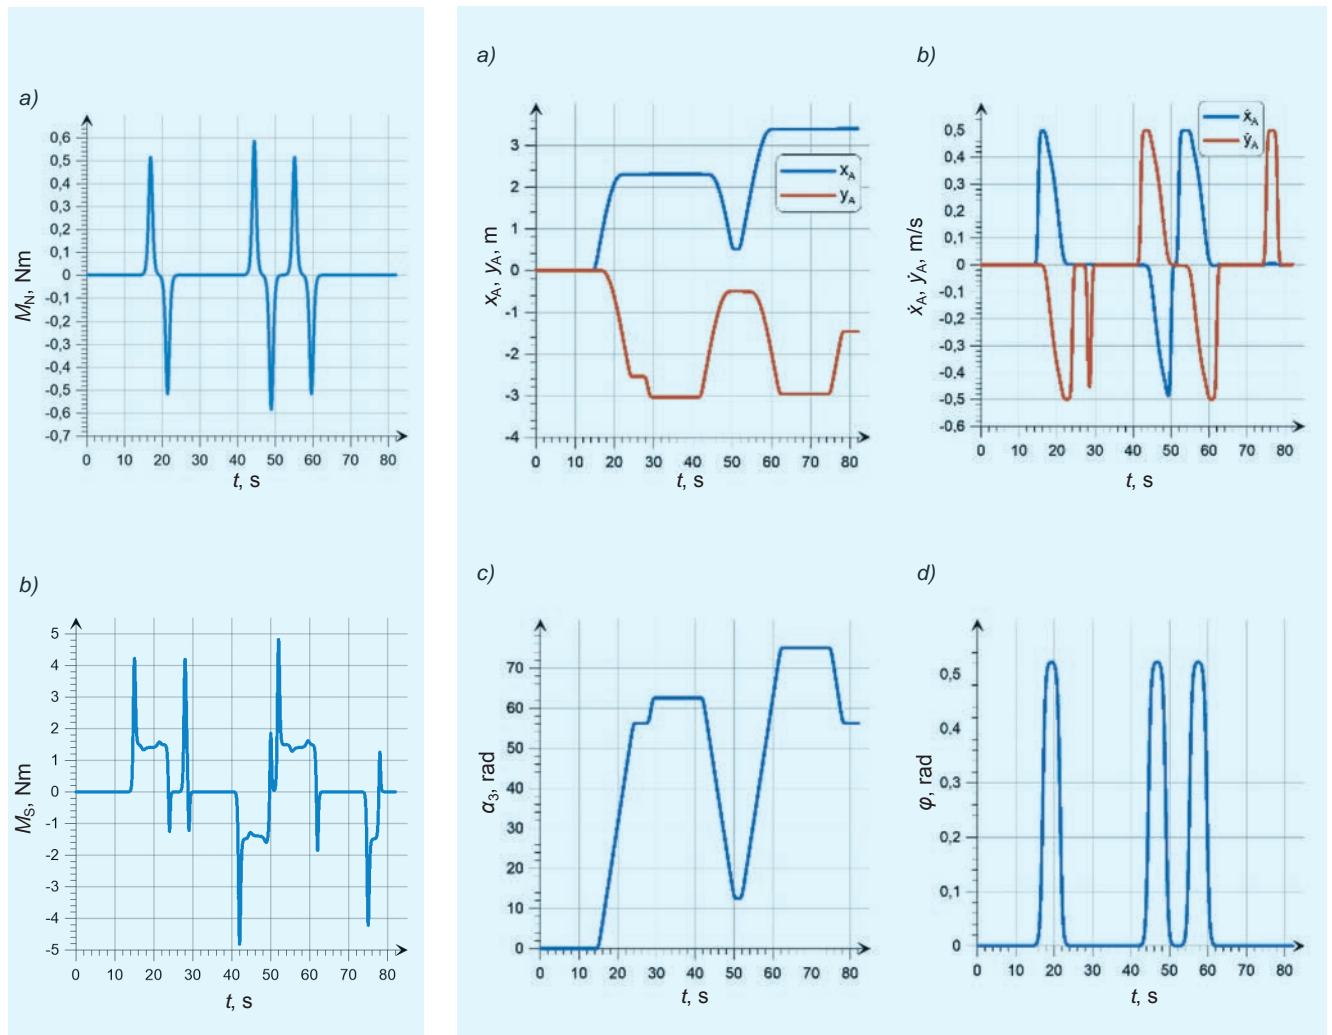 a)
0,6
0,5
0,4
0,3
0,2
0,1
0
-0,1
-0,2
-0,3
-0,4
-0,5
-0,6
-0,7
M_N, Nm
0 10 20 30 40 50 60 70 80
t, s
b)
5
4
3
2
1
0
-1
-2
-3
-4
-5
M_S, Nm
0 10 20 30 40 50 60 70 80
t, s
a)
3
2
1
0
-1
-2
-3
-4
x_A, y_A, m
x_A
y_A
0 10 20 30 40 50 60 70 80
t, s
b)
0,5
0,4
0,3
0,2
0,1
0
-0,1
-0,2
-0,3
-0,4
-0,5
-0,6
ẋ_A, ẏ_A, m/s
ẋ_A
ẏ_A
0 10 20 30 40 50 60 70 80
t, s
c)
70
60
50
40
30
20
10
0
α_3, rad
0 10 20 30 40 50 60 70 80
t, s
d)
0,5
0,3
0,2
0,1
0
φ, rad
0 10 20 30 40 50 60 70 80
t, s